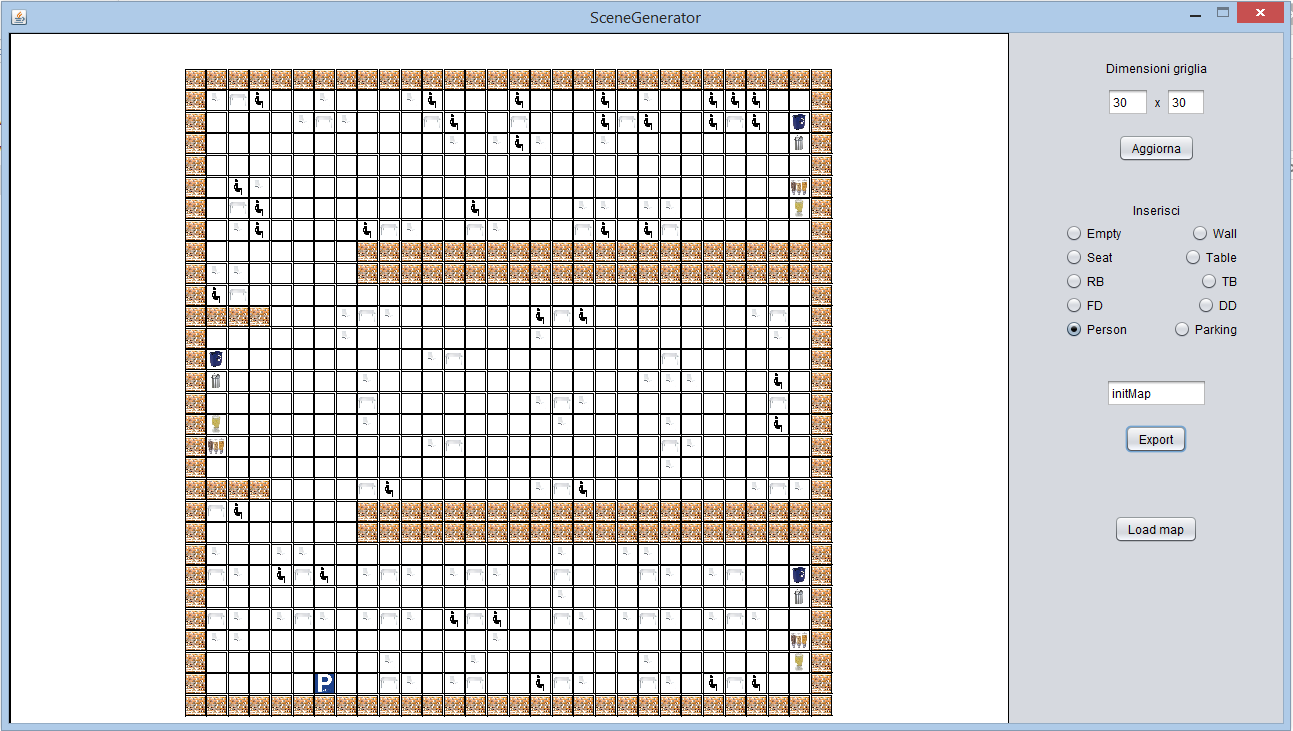 SceneGenerator
Dimensioni griglia
30 x 30
Aggiorna
Inserisci
Empty Wall
Seat Table
RB TB
FD DD
Person Parking
initMap
Export
Load map
P